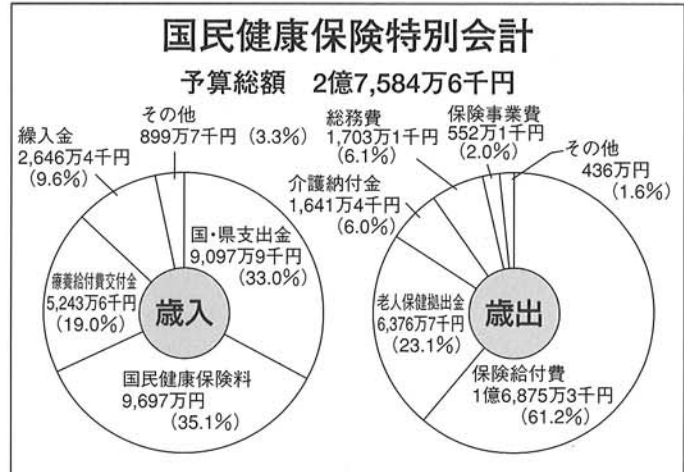 国民健康保険特別会計
予算総額 2億7,584万6千円
その他
899万7千円 (3.3%)
繰入金
2,646万4千円
(9.6%)
国・県支出金
9,097万9千円
(33.0%)
療養給付費交付金
5,243万6千円
(19.0%)
歳入
国民健康保険料
9,697万円
(35.1%)
総務費
1,703万1千円
(6.1%)
保険事業費
552万1千円
(2.0%)
その他
436万円
(1.6%)
介護納付金
1,641万4千円
(6.0%)
老人保健拠出金
6,376万7千円
(23.1%)
歳出
保険給付費
1億6,875万3千円
(61.2%)